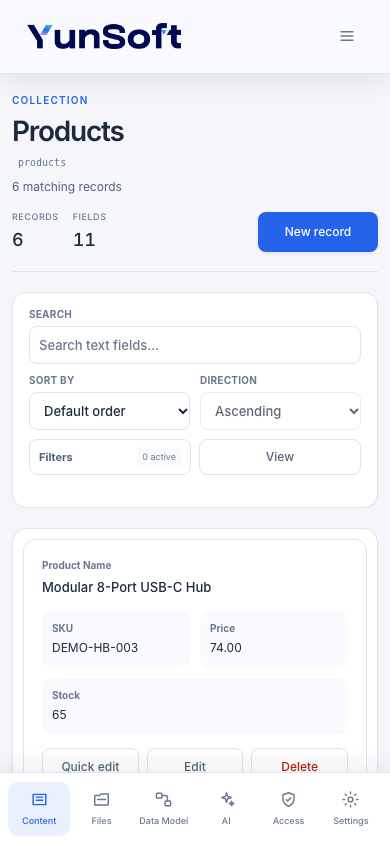 YunSoft
COLLECTION
Products
products
6 matching records
RECORDS FIELDS
6 11
New record
SEARCH
Search text fields...
SORT BY DIRECTION
Default order Ascending
Filters 0 active View
Product Name
Modular 8-Port USB-C Hub
SKU Price
DEMO-HB-003 74.00
Stock
65
Quick edit Edit Delete
Content Files Data Model AI Access Settings